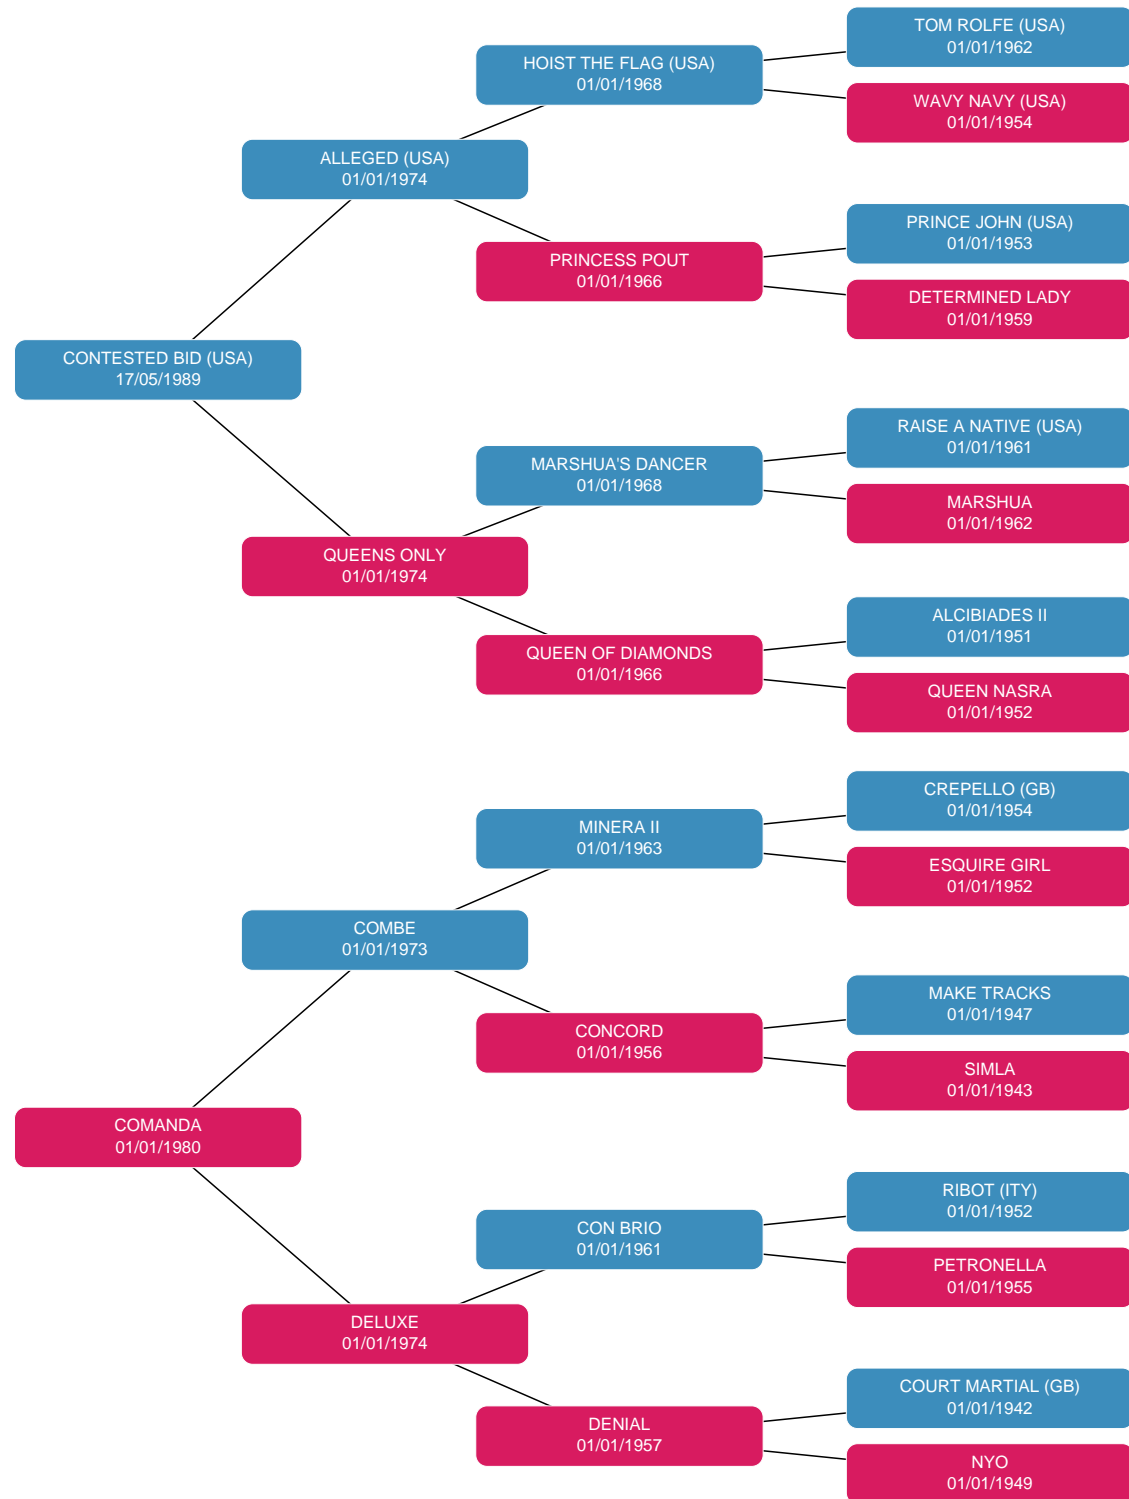 TOM ROLFE (USA)
01/01/1962
HOIST THE FLAG (USA)
01/01/1968
WAVY NAVY (USA)
01/01/1954
ALLEGED (USA)
01/01/1974
PRINCE JOHN (USA)
01/01/1953
PRINCESS POUT
01/01/1966
DETERMINED LADY
01/01/1959
CONTESTED BID (USA)
17/05/1989
RAISE A NATIVE (USA)
01/01/1961
MARSHUA'S DANCER
01/01/1968
MARSHUA
01/01/1962
QUEENS ONLY
01/01/1974
ALCIBIADES II
01/01/1951
QUEEN OF DIAMONDS
01/01/1966
QUEEN NASRA
01/01/1952
CREPELLO (GB)
01/01/1954
MINERA II
01/01/1963
ESQUIRE GIRL
01/01/1952
COMBE
01/01/1973
MAKE TRACKS
01/01/1947
CONCORD
01/01/1956
SIMLA
01/01/1943
COMANDA
01/01/1980
RIBOT (ITY)
01/01/1952
CON BRIO
01/01/1961
PETRONELLA
01/01/1955
DELUXE
01/01/1974
COURT MARTIAL (GB)
01/01/1942
DENIAL
01/01/1957
NYO
01/01/1949